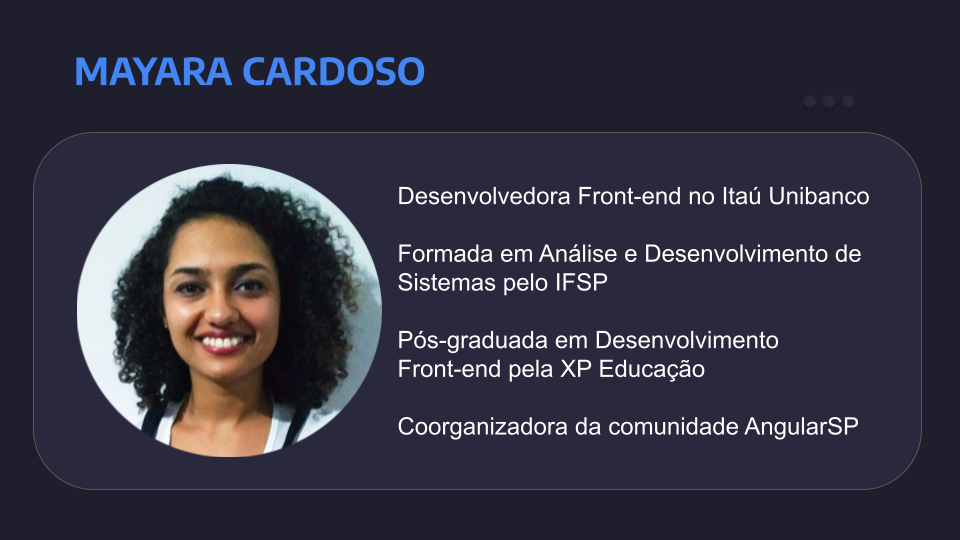 MAYARA CARDOSO
Desenvolvedora Front-end no Itaú Unibanco
Formada em Análise e Desenvolvimento de
Sistemas pelo IFSP
Pós-graduada em Desenvolvimento
Front-end pela XP Educação
Coorganizadora da comunidade AngularSP